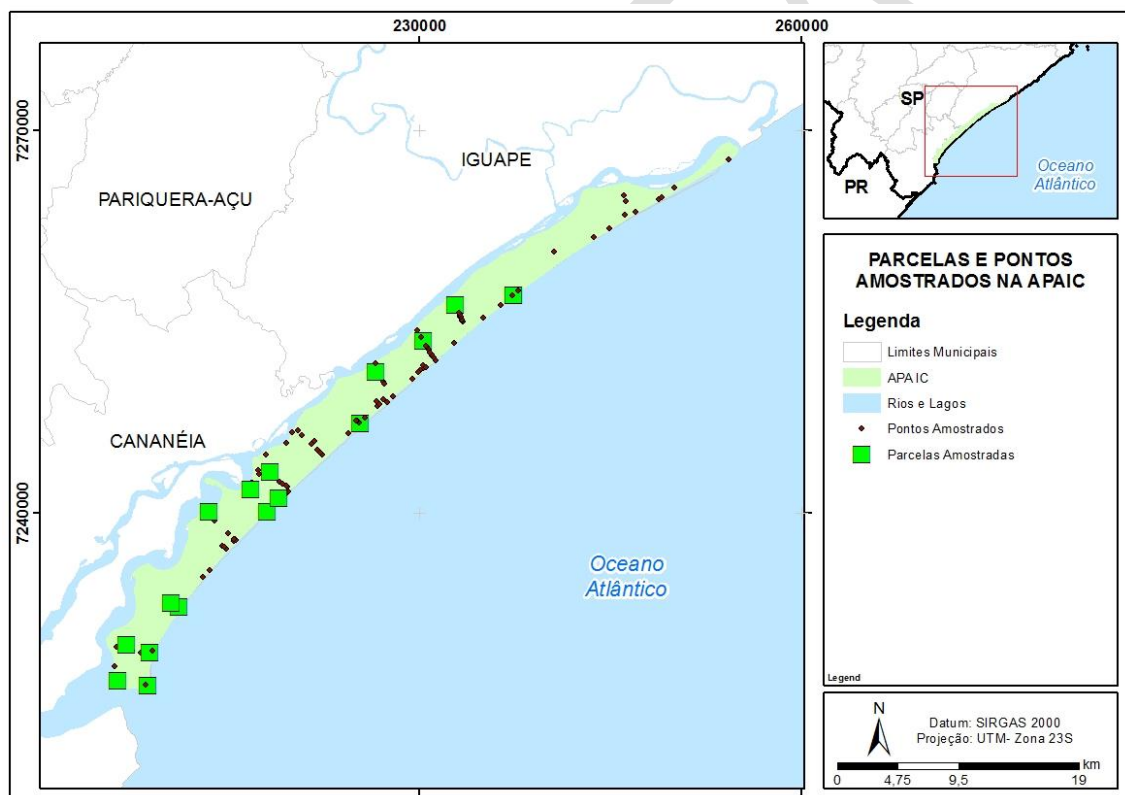 230000
260000
7270000
7240000
PARIQUERA-AÇU
IGUAPE
CANANÉIA
Oceano
Atlântico
SP
PR
Oceano
Atlântico
PARCELAS E PONTOS
AMOSTRADOS NA APAIC
Legenda
Limites Municipais
APA IC
Rios e Lagos
Pontos Amostrados
Parcelas Amostradas
Legend
N
Datum: SIRGAS 2000
Projeção: UTM- Zona 23S
km
0 4,75 9,5 19